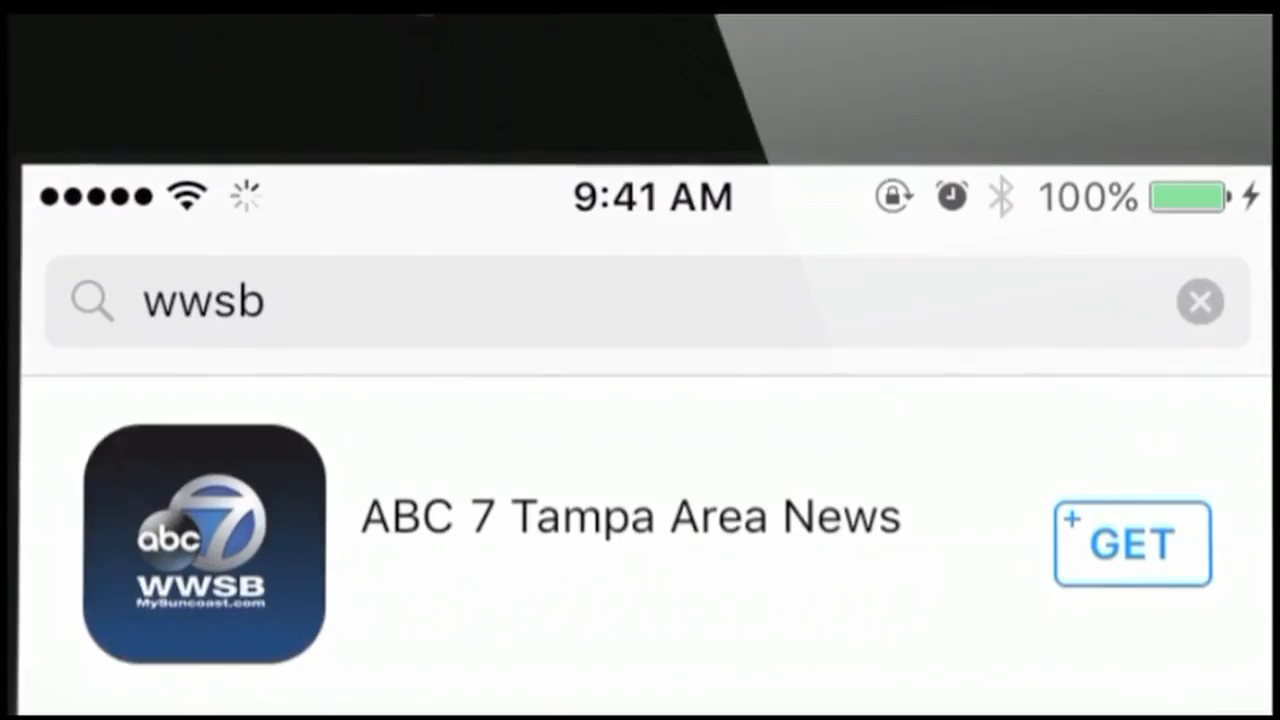 9:41 AM
100%
wwsb
abc 7
WWSB
MySuncoast.com
ABC 7 Tampa Area News
+ GET